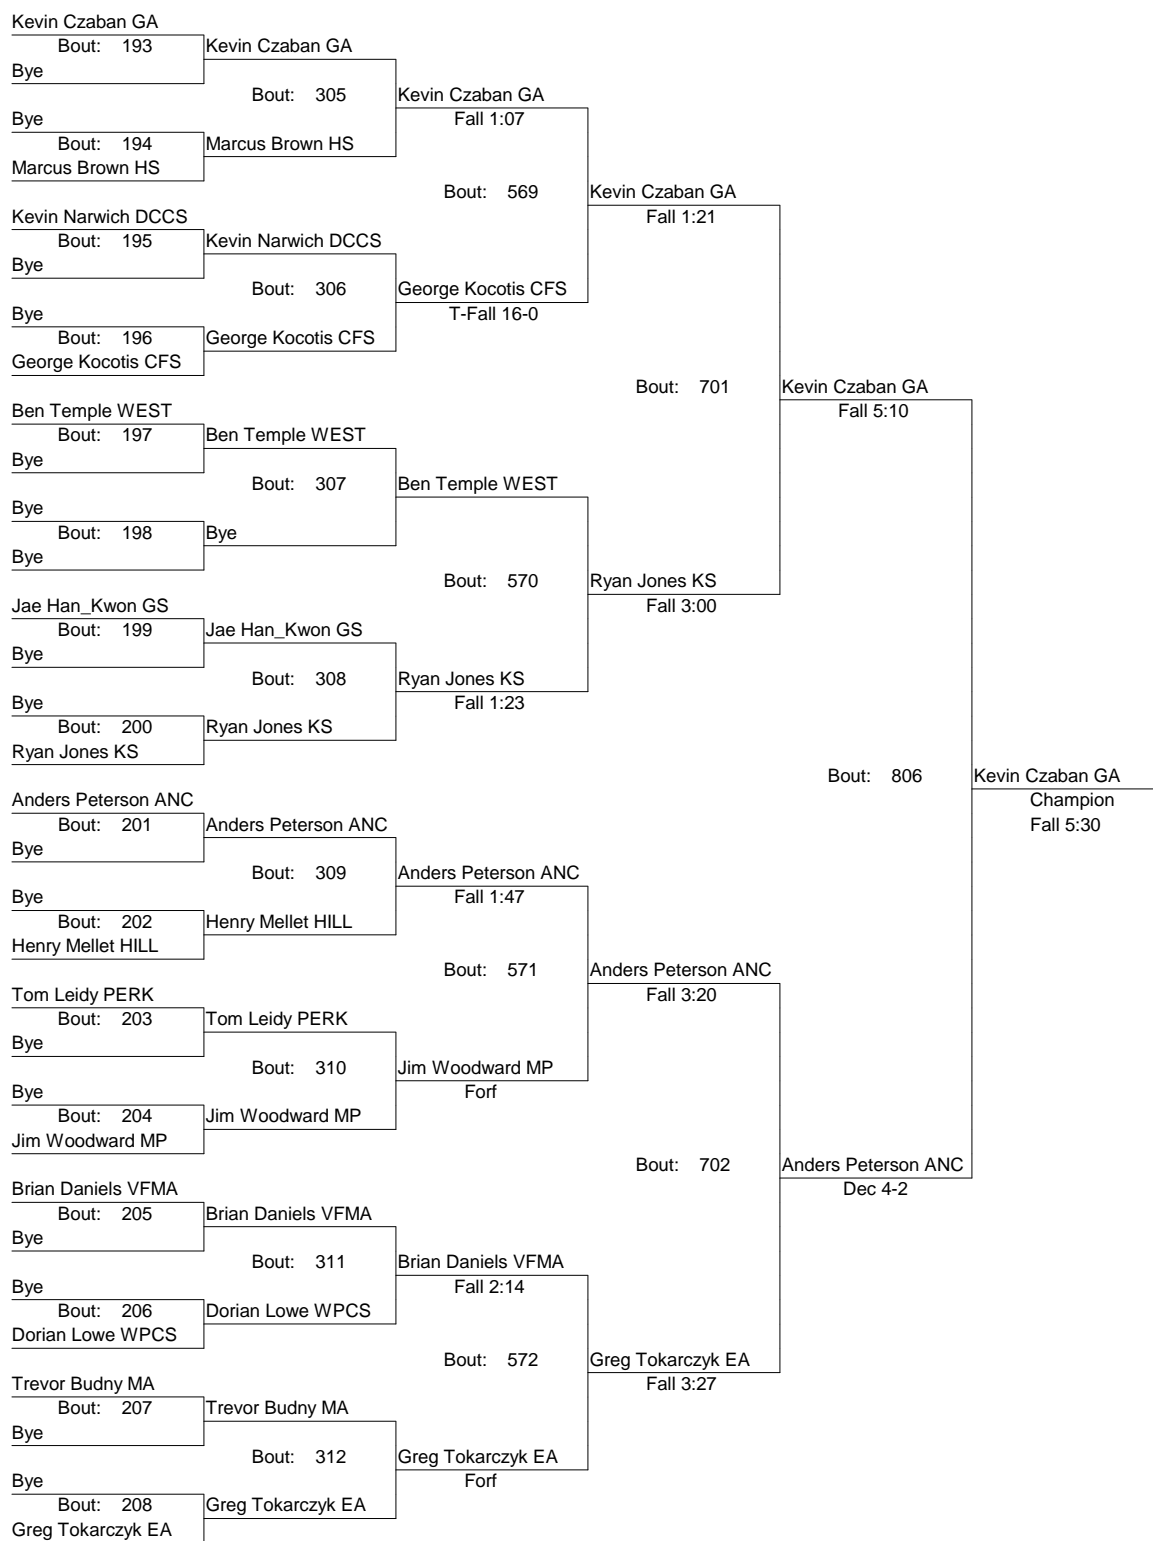 Kevin Czaban GA
Bout: 193 Kevin Czaban GA
Bye
Bout: 305 Kevin Czaban GA
Bye Fall 1:07
Bout: 194 Marcus Brown HS
Marcus Brown HS
Bout: 569 Kevin Czaban GA
Kevin Narwich DCCS Fall 1:21
Bout: 195 Kevin Narwich DCCS
Bye
Bout: 306 George Kocotis CFS
Bye T-Fall 16-0
Bout: 196 George Kocotis CFS
George Kocotis CFS
Bout: 701 Kevin Czaban GA
Ben Temple WEST Fall 5:10
Bout: 197 Ben Temple WEST
Bye
Bout: 307 Ben Temple WEST
Bye
Bout: 198 Bye
Bye
Bout: 570 Ryan Jones KS
Jae Han_Kwon GS Fall 3:00
Bout: 199 Jae Han_Kwon GS
Bye
Bout: 308 Ryan Jones KS
Bye Fall 1:23
Bout: 200 Ryan Jones KS
Ryan Jones KS
Bout: 806 Kevin Czaban GA
Anders Peterson ANC Champion
Bout: 201 Anders Peterson ANC Fall 5:30
Bye
Bout: 309 Anders Peterson ANC
Bye Fall 1:47
Bout: 202 Henry Mellet HILL
Henry Mellet HILL
Bout: 571 Anders Peterson ANC
Tom Leidy PERK Fall 3:20
Bout: 203 Tom Leidy PERK
Bye
Bout: 310 Jim Woodward MP
Bye Forf
Bout: 204 Jim Woodward MP
Jim Woodward MP
Bout: 702 Anders Peterson ANC
Brian Daniels VFMA Dec 4-2
Bout: 205 Brian Daniels VFMA
Bye
Bout: 311 Brian Daniels VFMA
Bye Fall 2:14
Bout: 206 Dorian Lowe WPCS
Dorian Lowe WPCS
Bout: 572 Greg Tokarczyk EA
Trevor Budny MA Fall 3:27
Bout: 207 Trevor Budny MA
Bye
Bout: 312 Greg Tokarczyk EA
Bye Forf
Bout: 208 Greg Tokarczyk EA
Greg Tokarczyk EA